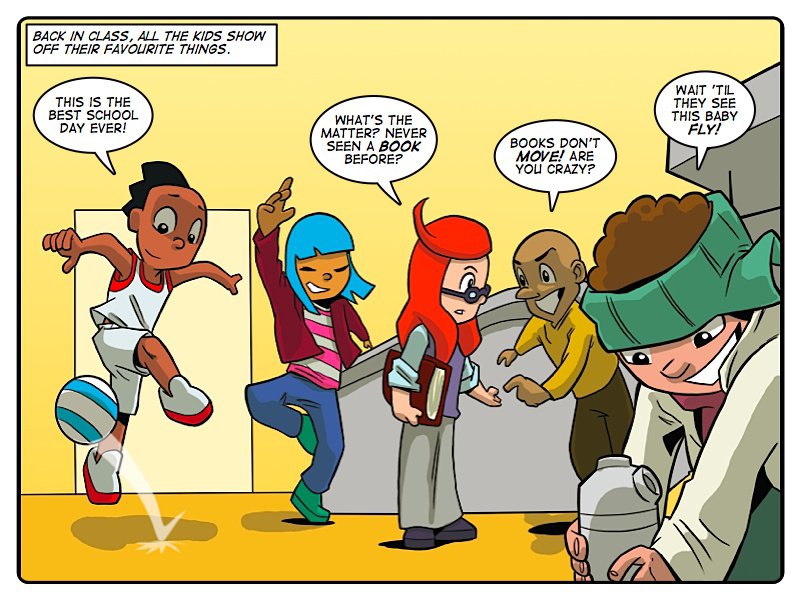 BACK IN CLASS, ALL THE KIDS SHOW
OFF THEIR FAVOURITE THINGS.
THIS IS THE
BEST SCHOOL
DAY EVER!
WHAT'S THE
MATTER? NEVER
SEEN A BOOK
BEFORE?
BOOKS DON'T
MOVE! ARE
YOU CRAZY?
WAIT 'TIL
THEY SEE
THIS BABY
FLY!